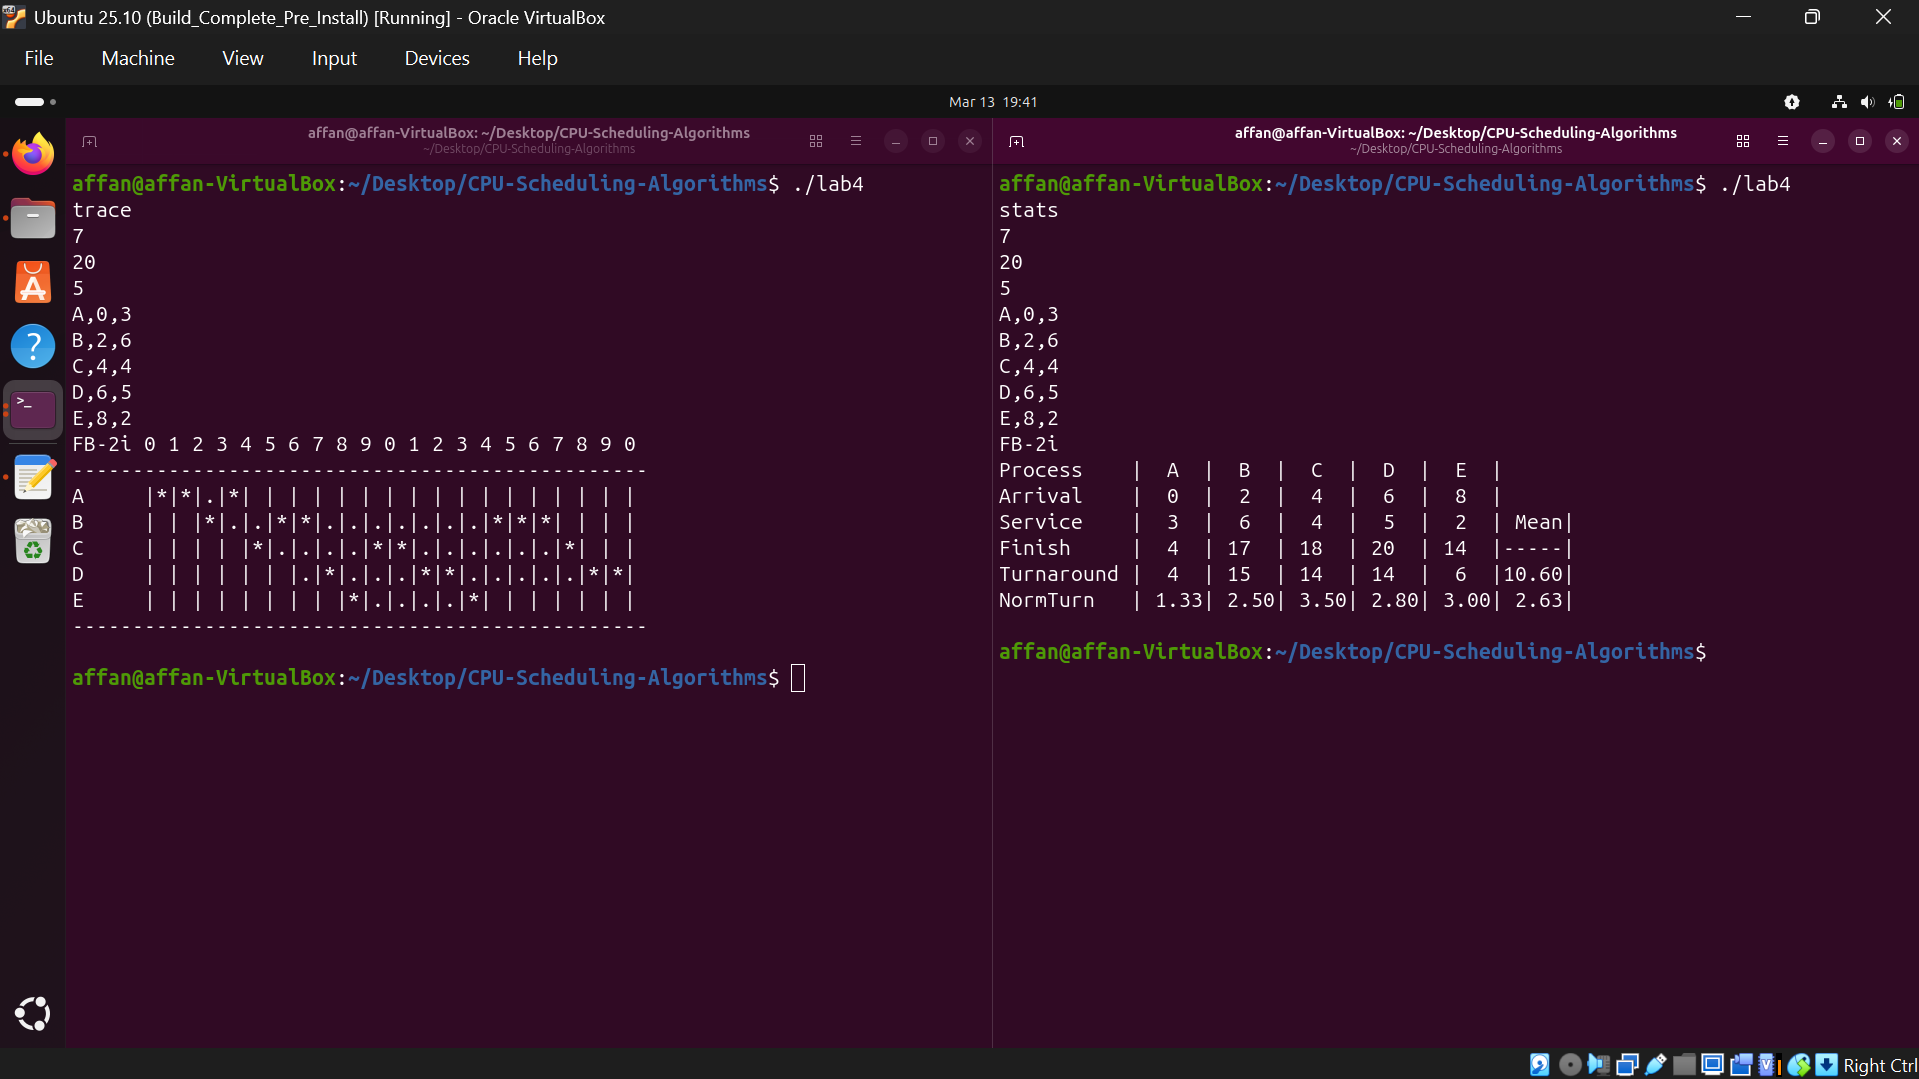 Ubuntu 25.10 (Build_Complete_Pre_Install) [Running] - Oracle VirtualBox
File Machine View Input Devices Help
Mar 13 19:41
affan@affan-VirtualBox: ~/Desktop/CPU-Scheduling-Algorithms
~/Desktop/CPU-Scheduling-Algorithms
affan@affan-VirtualBox:~/Desktop/CPU-Scheduling-Algorithms$ ./lab4
trace
7
20
5
A,0,3
B,2,6
C,4,4
D,6,5
E,8,2
FB-2i 0 1 2 3 4 5 6 7 8 9 0 1 2 3 4 5 6 7 8 9 0
------------------------------------------------
A     |*|*|.|*| | | | | | | | | | | | | | | | |
B     | | |*|.|.|*|*|.|.|.|.|.|.|.|*|*|*| | | |
C     | | | | |*|.|.|.|.|*|*|.|.|.|.|.|.|*| | |
D     | | | | | | |.|*|.|.|.|*|*|.|.|.|.|.|*|*|
E     | | | | | | | | |*|.|.|.|.|*| | | | | | |
------------------------------------------------
affan@affan-VirtualBox:~/Desktop/CPU-Scheduling-Algorithms$
affan@affan-VirtualBox: ~/Desktop/CPU-Scheduling-Algorithms
~/Desktop/CPU-Scheduling-Algorithms
affan@affan-VirtualBox:~/Desktop/CPU-Scheduling-Algorithms$ ./lab4
stats
7
20
5
A,0,3
B,2,6
C,4,4
D,6,5
E,8,2
FB-2i
Process    |  A  |  B  |  C  |  D  |  E  |
Arrival    |  0  |  2  |  4  |  6  |  8  |
Service    |  3  |  6  |  4  |  5  |  2  | Mean|
Finish     |  4  | 17  | 18  | 20  | 14  |-----|
Turnaround |  4  | 15  | 14  | 14  |  6  |10.60|
NormTurn   | 1.33| 2.50| 3.50| 2.80| 3.00| 2.63|
affan@affan-VirtualBox:~/Desktop/CPU-Scheduling-Algorithms$
Right Ctrl